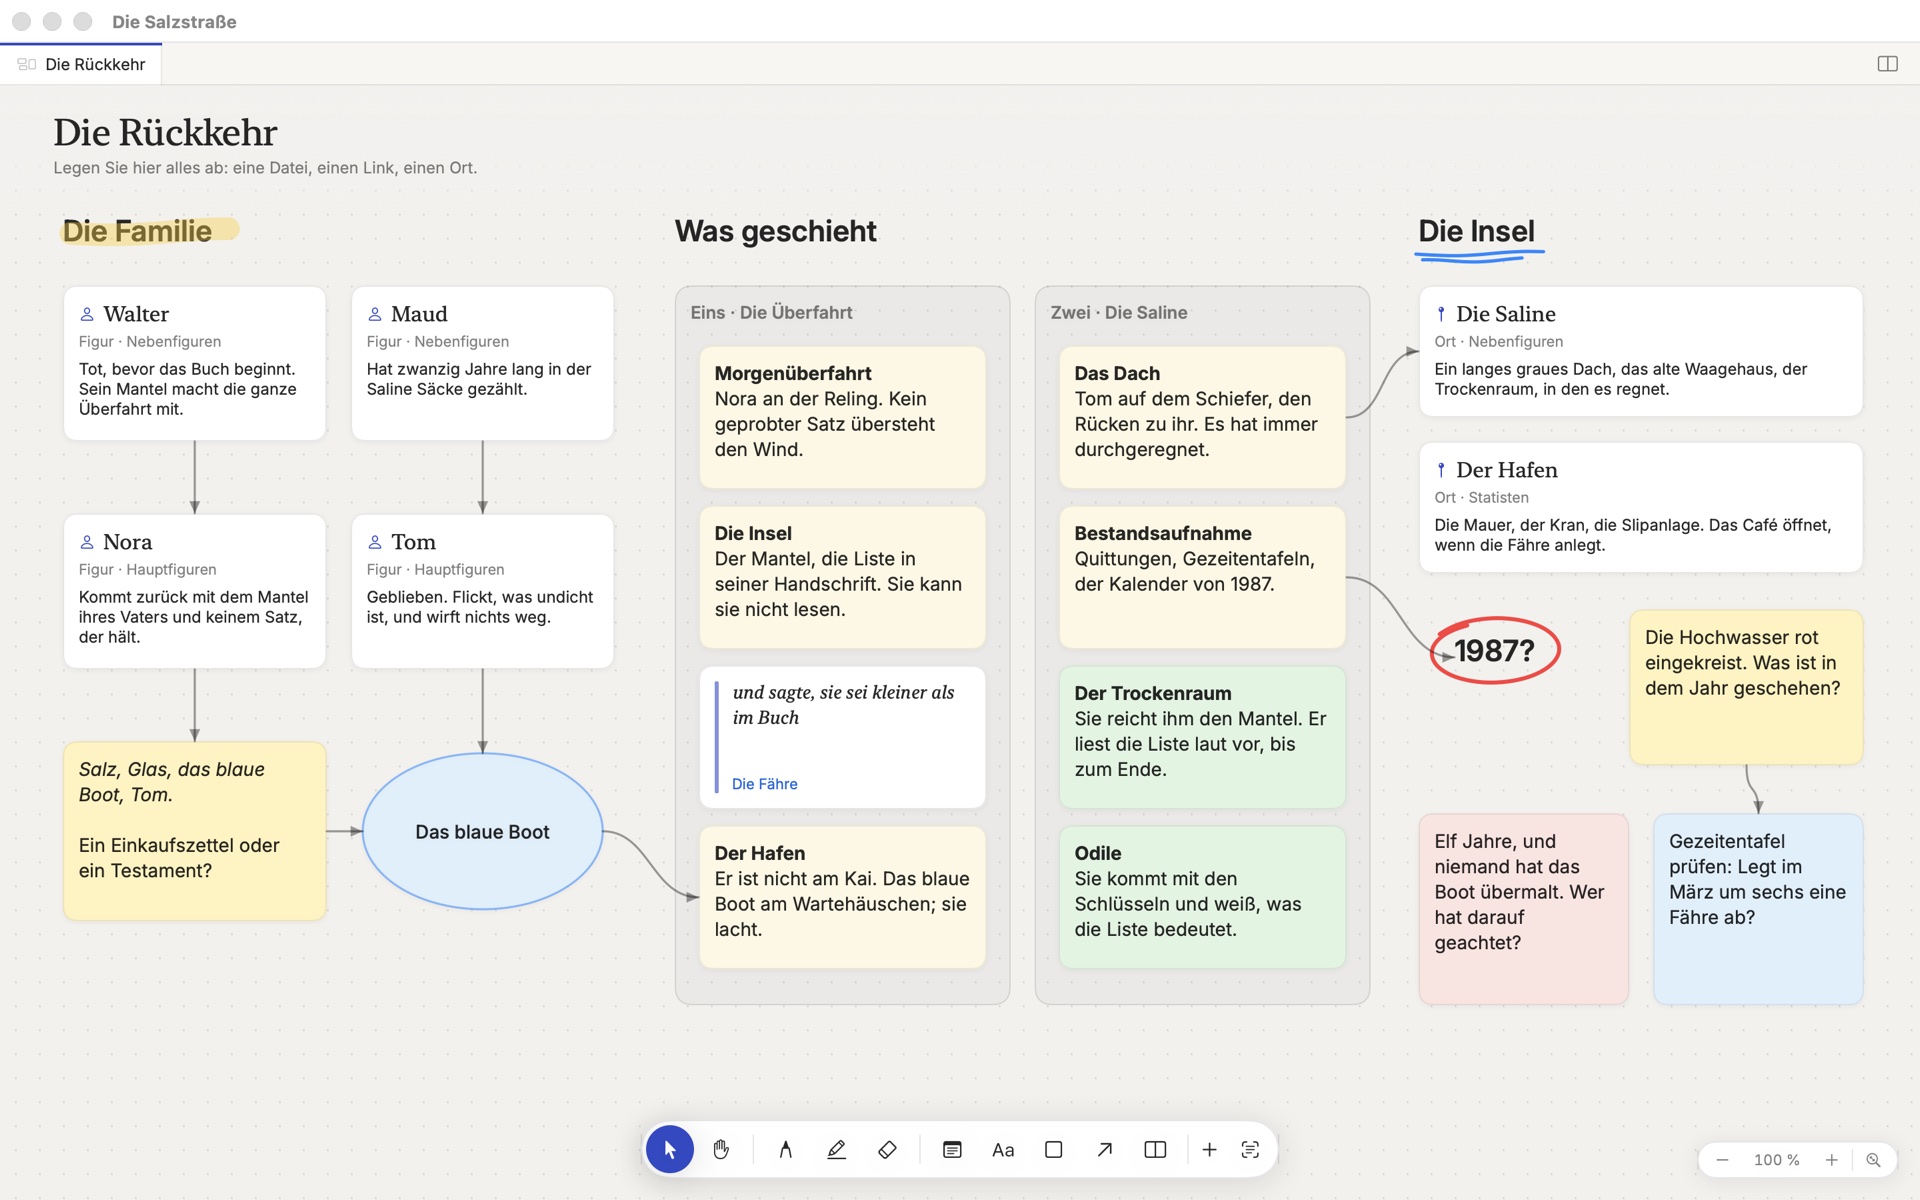 Die Salzstraße
Die Rückkehr
Die Rückkehr
Legen Sie hier alles ab: eine Datei, einen Link, einen Ort.
Die Familie
Walter
Figur · Nebenfiguren
Tot, bevor das Buch beginnt.
Sein Mantel macht die ganze
Überfahrt mit.
Maud
Figur · Nebenfiguren
Hat zwanzig Jahre lang in der
Saline Säcke gezählt.
Nora
Figur · Hauptfiguren
Kommt zurück mit dem Mantel
ihres Vaters und keinem Satz,
der hält.
Tom
Figur · Hauptfiguren
Geblieben. Flickt, was undicht
ist, und wirft nichts weg.
Salz, Glas, das blaue
Boot, Tom.
Ein Einkaufszettel oder
ein Testament?
Das blaue Boot
Was geschieht
Eins · Die Überfahrt
Morgenüberfahrt
Nora an der Reling. Kein
geprobter Satz übersteht
den Wind.
Die Insel
Der Mantel, die Liste in
seiner Handschrift. Sie kann
sie nicht lesen.
und sagte, sie sei kleiner als
im Buch
Die Fähre
Der Hafen
Er ist nicht am Kai. Das blaue
Boot am Wartehäuschen; sie
lacht.
Zwei · Die Saline
Das Dach
Tom auf dem Schiefer, den
Rücken zu ihr. Es hat immer
durchgeregnet.
Bestandsaufnahme
Quittungen, Gezeitentafeln,
der Kalender von 1987.
Der Trockenraum
Sie reicht ihm den Mantel. Er
liest die Liste laut vor, bis
zum Ende.
Odile
Sie kommt mit den
Schlüsseln und weiß, was
die Liste bedeutet.
Die Insel
Die Saline
Ort · Nebenfiguren
Ein langes graues Dach, das alte Waagehaus, der
Trockenraum, in den es regnet.
Der Hafen
Ort · Statisten
Die Mauer, der Kran, die Slipanlage. Das Café öffnet,
wenn die Fähre anlegt.
1987?
Die Hochwasser rot
eingekreist. Was ist in
dem Jahr geschehen?
Elf Jahre, und
niemand hat das
Boot übermalt. Wer
hat darauf
geachtet?
Gezeitentafel
prüfen: Legt im
März um sechs eine
Fähre ab?
Aa
100 %